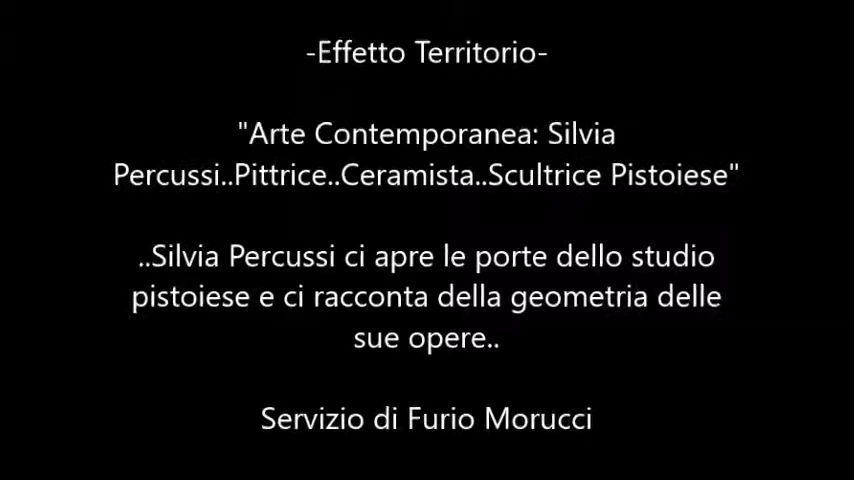 -Effetto Territorio-
"Arte Contemporanea: Silvia
Percussi..Pittrice..Ceramista..Scultrice Pistoiese"
..Silvia Percussi ci apre le porte dello studio
pistoiese e ci racconta della geometria delle
sue opere..
Servizio di Furio Morucci